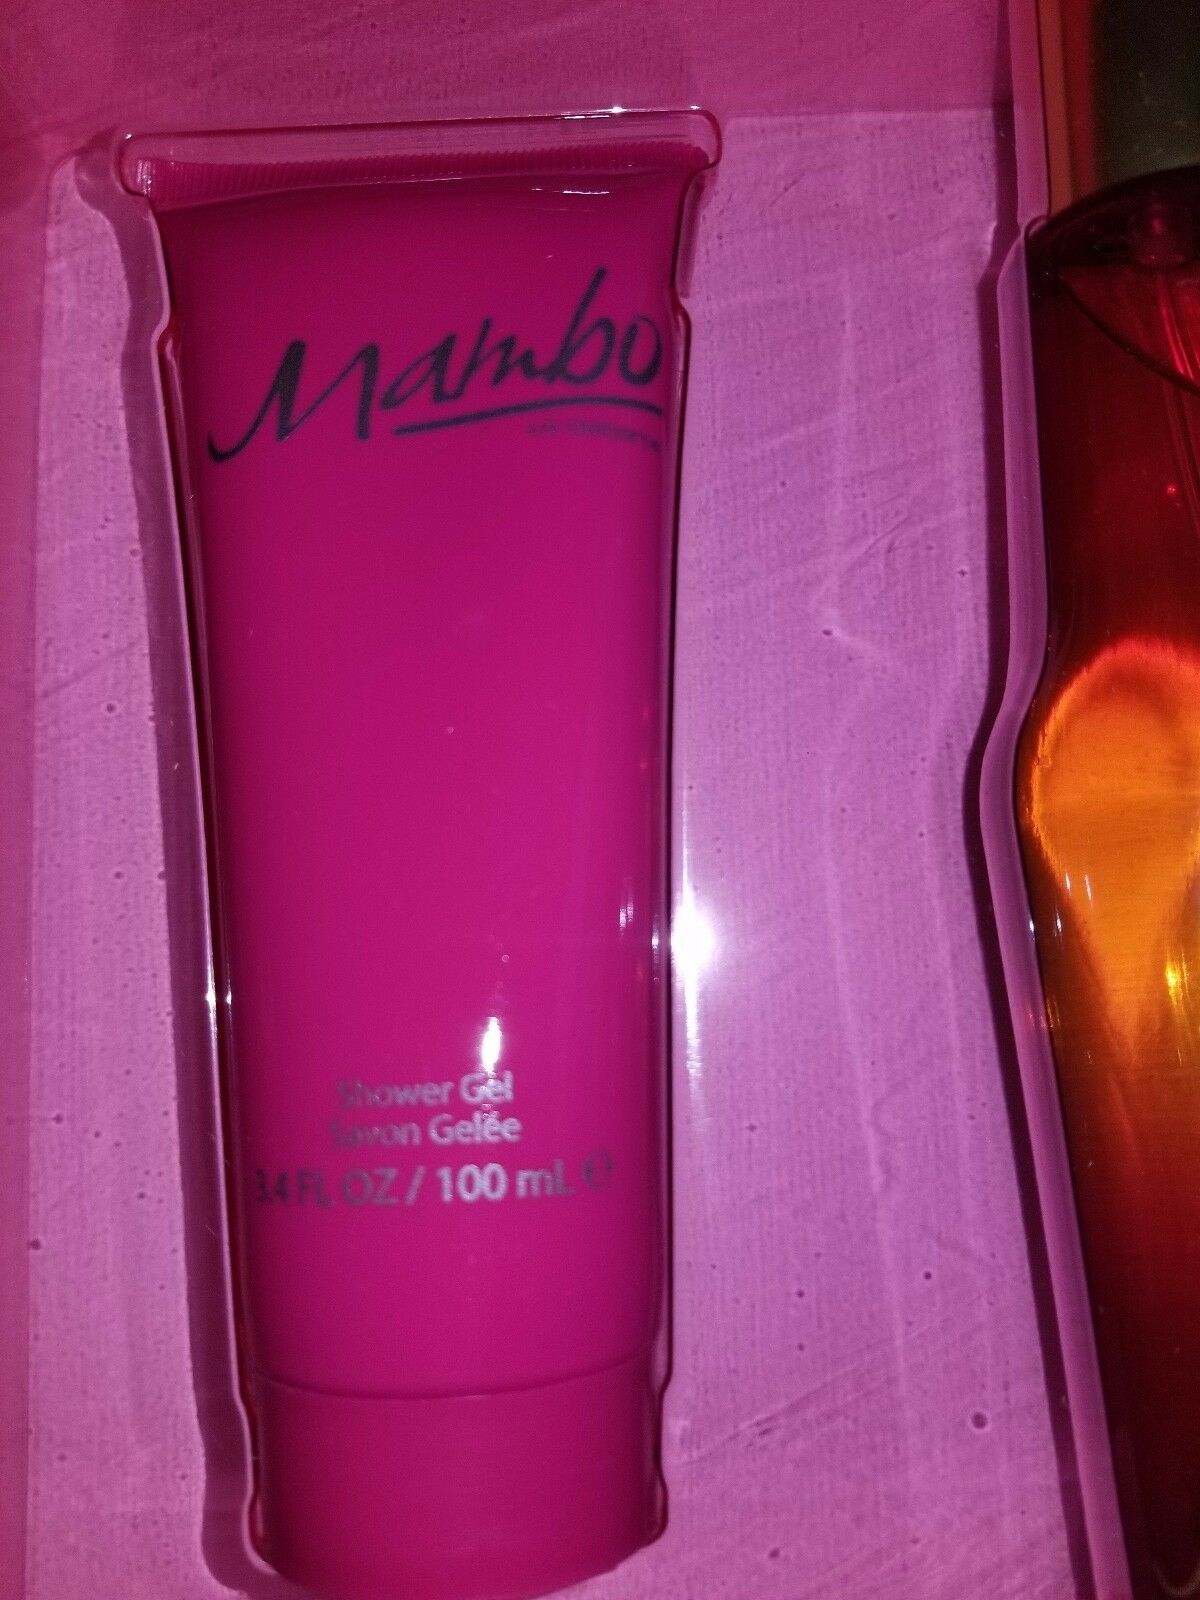 Mambo
Shower Gel
Savon Gelée
3.4 FL OZ / 100 mL ℮